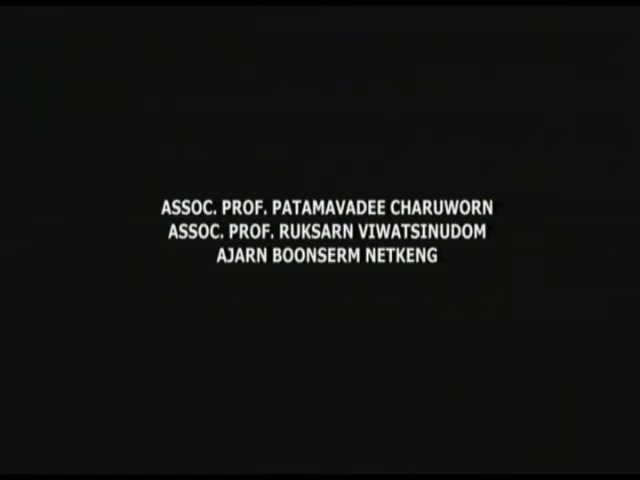 ASSOC. PROF. PATAMAVADEE CHARUWORN
ASSOC. PROF. RUKSARN VIWATSINUDOM
AJARN BOONSERM NETKENG